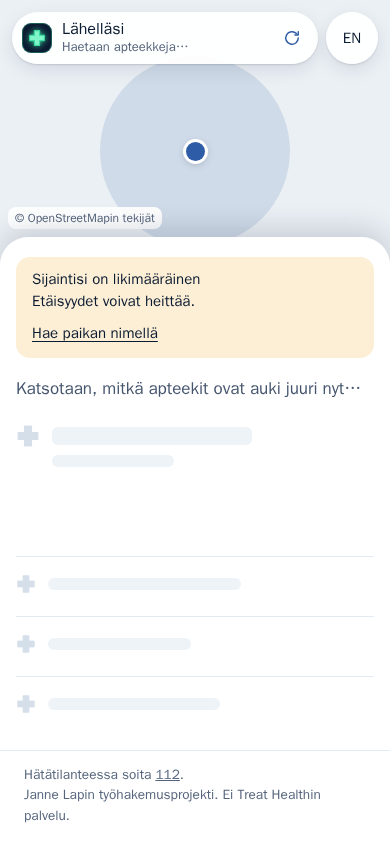 Lähelläsi
Haetaan apteekkeja…
EN
© OpenStreetMapin tekijät
Sijaintisi on likimääräinen
Etäisyydet voivat heittää.
Hae paikan nimellä
Katsotaan, mitkä apteekit ovat auki juuri nyt…
Hätätilanteessa soita 112.
Janne Lapin työhakemusprojekti. Ei Treat Healthin
palvelu.